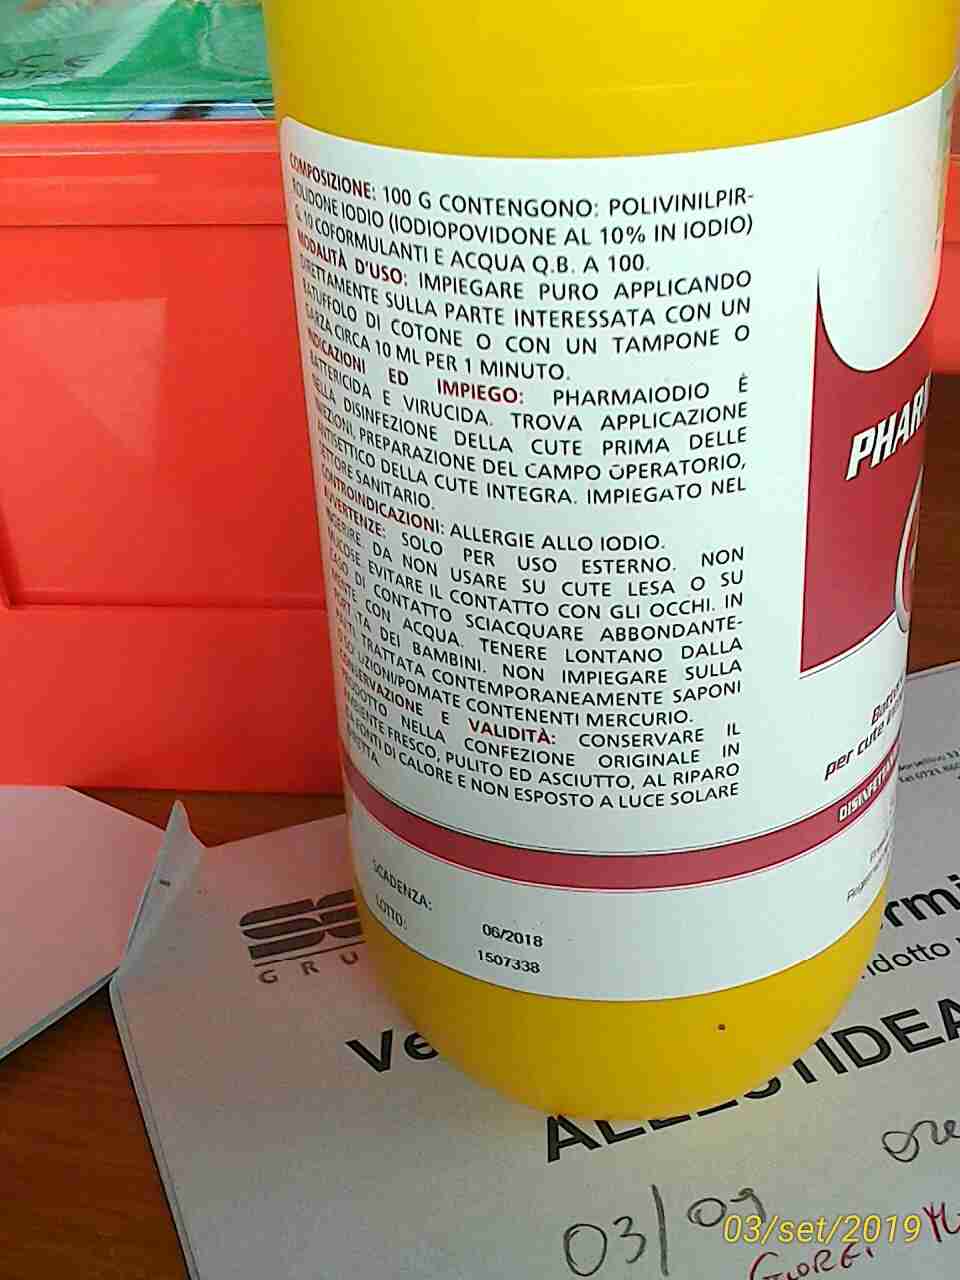 CE
COMPOSIZIONE: 100 G CONTENGONO: POLIVINILPIR-
ROLIDONE IODIO (IODIOPOVIDONE AL 10% IN IODIO)
G. 10 COFORMULANTI E ACQUA Q.B. A 100.
MODALITÀ D'USO: IMPIEGARE PURO APPLICANDO
DIRETTAMENTE SULLA PARTE INTERESSATA CON UN
BATUFFOLO DI COTONE O CON UN TAMPONE O
GARZA CIRCA 10 ML PER 1 MINUTO.
INDICAZIONI ED IMPIEGO: PHARMAIODIO È
BATTERICIDA E VIRUCIDA. TROVA APPLICAZIONE
NELLA DISINFEZIONE DELLA CUTE PRIMA DELLE
INIEZIONI, PREPARAZIONE DEL CAMPO OPERATORIO,
ANTISETTICO DELLA CUTE INTEGRA. IMPIEGATO NEL
SETTORE SANITARIO.
CONTROINDICAZIONI: ALLERGIE ALLO IODIO.
AVVERTENZE: SOLO PER USO ESTERNO. NON
INGERIRE DA NON USARE SU CUTE LESA O SU
MUCOSE. EVITARE IL CONTATTO CON GLI OCCHI. IN
CASO DI CONTATTO SCIACQUARE ABBONDANTE-
MENTE CON ACQUA. TENERE LONTANO DALLA
PORTATA DEI BAMBINI. NON IMPIEGARE SULLA
PARTE TRATTATA CONTEMPORANEAMENTE SAPONI
O SOLUZIONI/POMATE CONTENENTI MERCURIO.
CONSERVAZIONE E VALIDITÀ: CONSERVARE IL
PRODOTTO NELLA CONFEZIONE ORIGINALE IN
AMBIENTE FRESCO, PULITO ED ASCIUTTO, AL RIPARO
DA FONTI DI CALORE E NON ESPOSTO A LUCE SOLARE
DIRETTA.
SCADENZA: 06/2018
LOTTO: 1507338
PHAR
per cute
DISINFET
GRU
Ve
03/09
03/set/2019